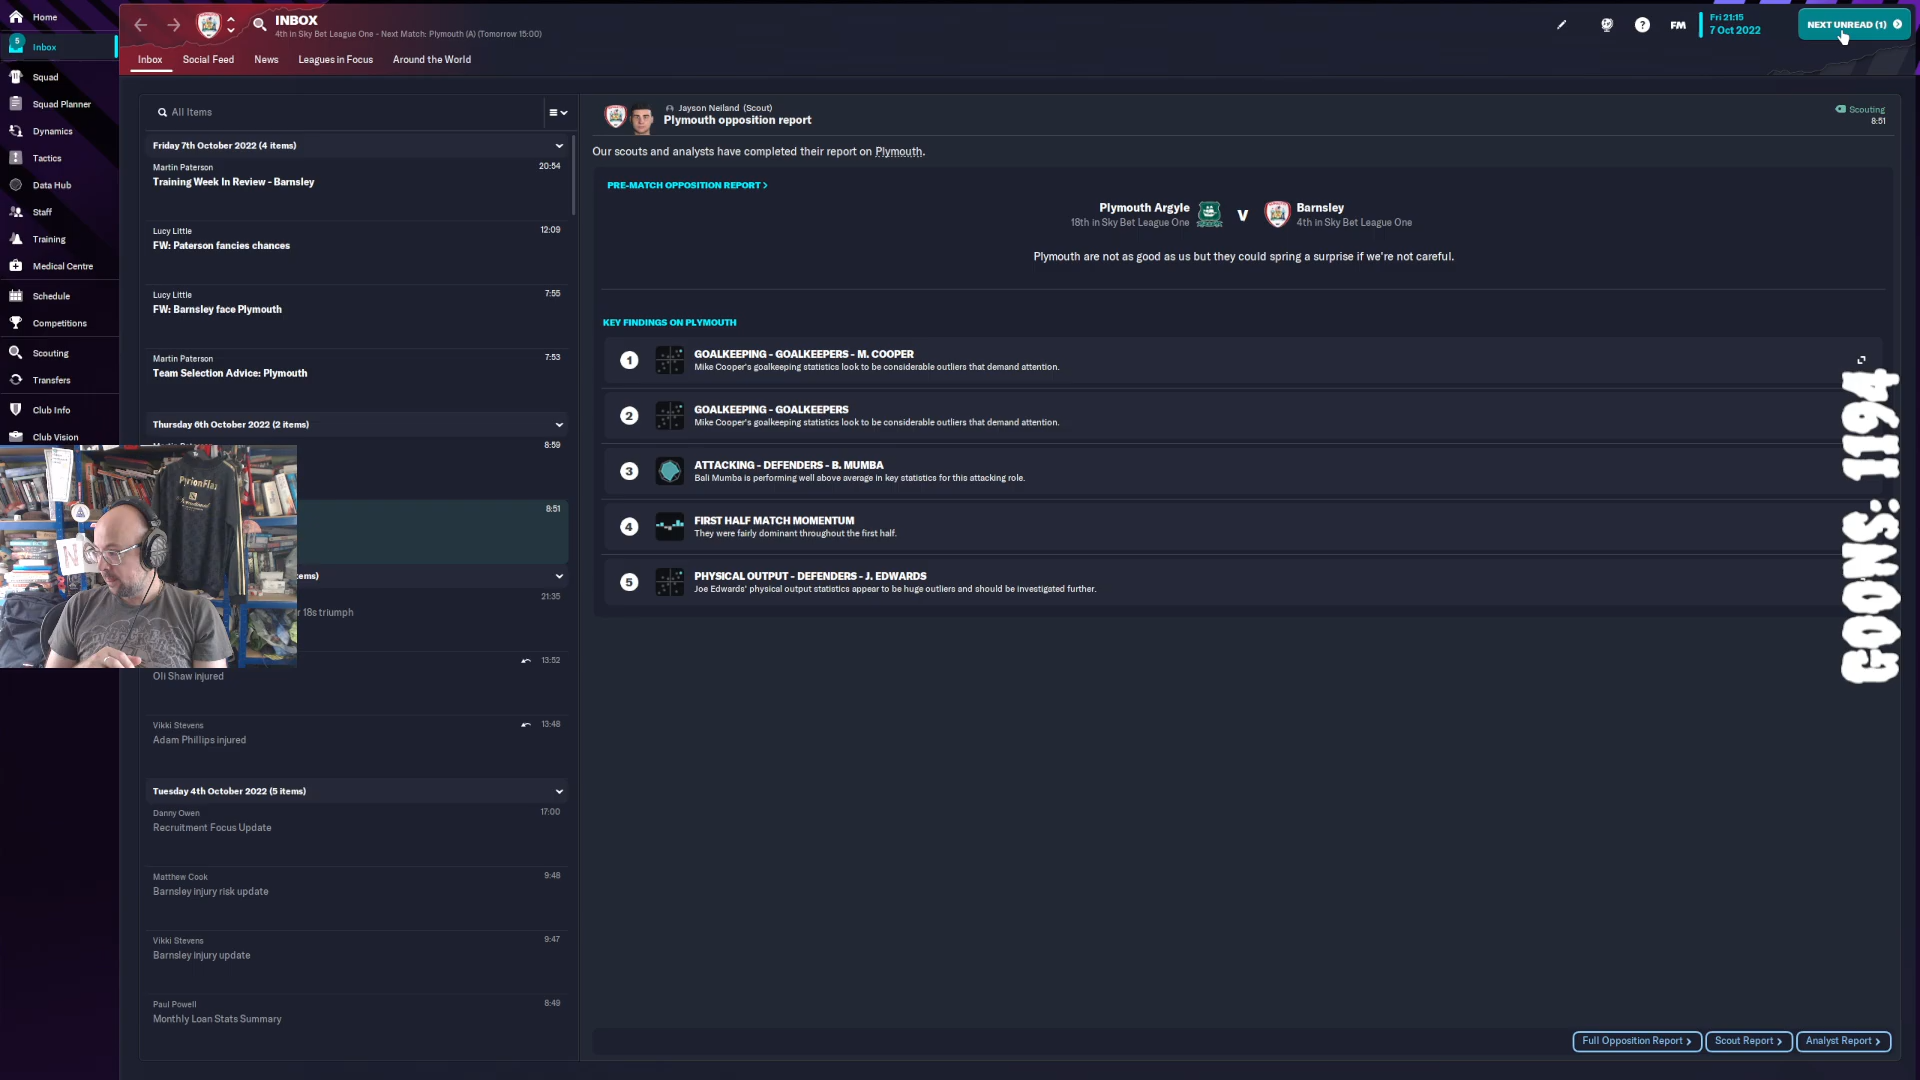 Home
5
Inbox
Squad
Squad Planner
Dynamics
Tactics
Data Hub
Staff
Training
Medical Centre
Schedule
Competitions
Scouting
Transfers
Club Info
Club Vision
INBOX
4th in Sky Bet League One - Next Match: Plymouth (A) (Tomorrow 15:00)
FM
Fri 21:15
7 Oct 2022
NEXT UNREAD (1)
Inbox
Social Feed
News
Leagues in Focus
Around the World
All Items
Friday 7th October 2022 (4 items)
Martin Paterson
20:54
Training Week In Review - Barnsley
Lucy Little
12:09
FW: Paterson fancies chances
Lucy Little
7:55
FW: Barnsley face Plymouth
Martin Paterson
7:53
Team Selection Advice: Plymouth
Thursday 6th October 2022 (2 items)
8:59
8:51
21:35
r 18s triumph
13:52
Oli Shaw injured
Vikki Stevens
13:48
Adam Phillips injured
Tuesday 4th October 2022 (5 items)
Danny Owen
17:00
Recruitment Focus Update
Matthew Cook
9:48
Barnsley injury risk update
Vikki Stevens
9:47
Barnsley injury update
Paul Powell
8:49
Monthly Loan Stats Summary
Jayson Neiland (Scout)
Plymouth opposition report
Scouting
8:51
Our scouts and analysts have completed their report on Plymouth.
PRE-MATCH OPPOSITION REPORT >
Plymouth Argyle
18th in Sky Bet League One
V
Barnsley
4th in Sky Bet League One
Plymouth are not as good as us but they could spring a surprise if we're not careful.
KEY FINDINGS ON PLYMOUTH
1
GOALKEEPING - GOALKEEPERS - M. COOPER
Mike Cooper's goalkeeping statistics look to be considerable outliers that demand attention.
2
GOALKEEPING - GOALKEEPERS
Mike Cooper's goalkeeping statistics look to be considerable outliers that demand attention.
3
ATTACKING - DEFENDERS - B. MUMBA
Bali Mumba is performing well above average in key statistics for this attacking role.
4
FIRST HALF MATCH MOMENTUM
They were fairly dominant throughout the first half.
5
PHYSICAL OUTPUT - DEFENDERS - J. EDWARDS
Joe Edwards' physical output statistics appear to be huge outliers and should be investigated further.
GOONS: 1194
Full Opposition Report >
Scout Report >
Analyst Report >